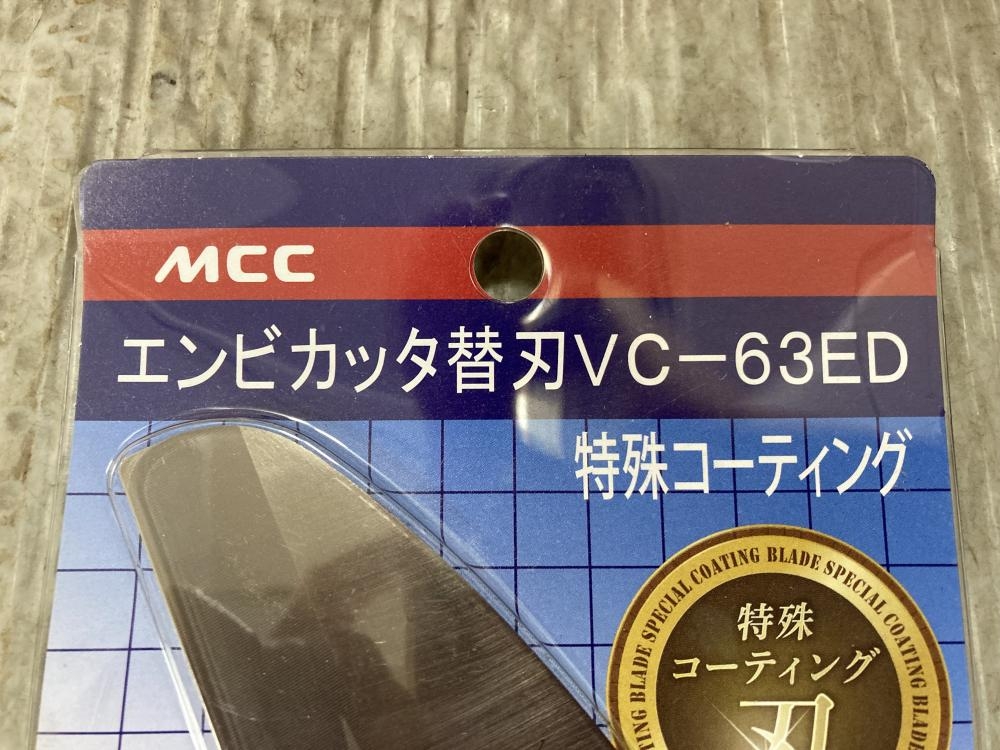 MCC
エンビカッタ替刃VC-63ED
特殊コーティング
BLADE SPECIAL COATING BLADE SPECIAL COATING BLAD
特殊
コーティング
刃